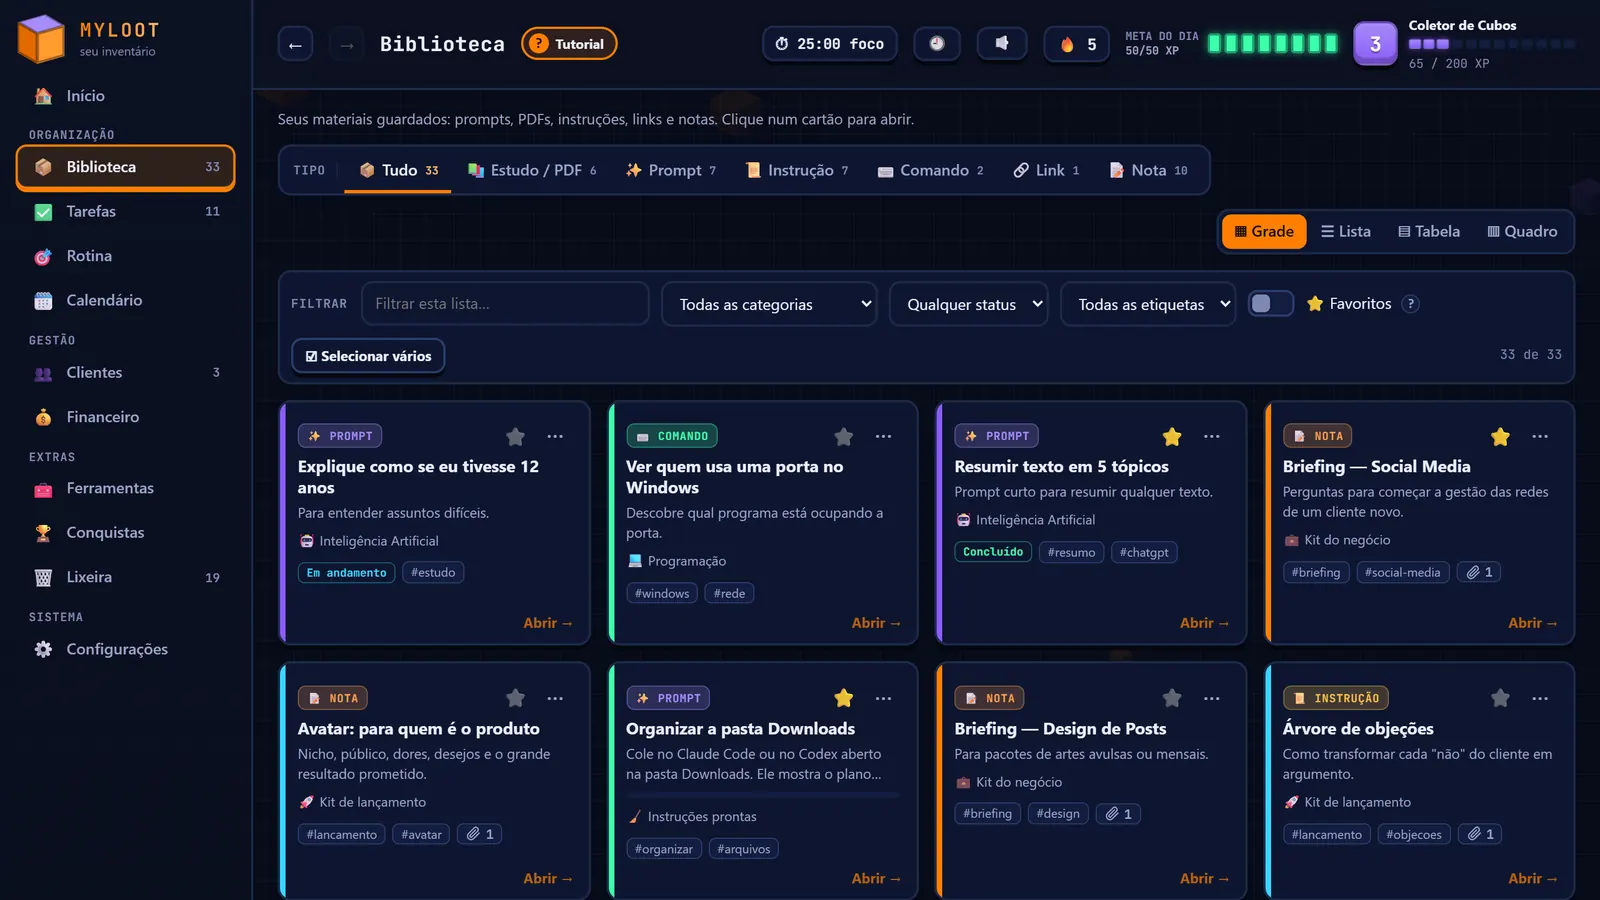 MYLOOT
seu inventário
Início
ORGANIZAÇÃO
Biblioteca 33
Tarefas 11
Rotina
Calendário
GESTÃO
Clientes 3
Financeiro
EXTRAS
Ferramentas
Conquistas
Lixeira 19
SISTEMA
Configurações
← → Biblioteca ? Tutorial
25:00 foco
5
META DO DIA
50/50 XP
3
Coletor de Cubos
65 / 200 XP
Seus materiais guardados: prompts, PDFs, instruções, links e notas. Clique num cartão para abrir.
TIPO Tudo 33 Estudo / PDF 6 Prompt 7 Instrução 7 Comando 2 Link 1 Nota 10
Grade Lista Tabela Quadro
FILTRAR Filtrar esta lista... Todas as categorias Qualquer status Todas as etiquetas Favoritos ?
Selecionar vários 33 de 33
PROMPT
Explique como se eu tivesse 12
anos
Para entender assuntos difíceis.
Inteligência Artificial
Em andamento #estudo
Abrir →
COMANDO
Ver quem usa uma porta no
Windows
Descobre qual programa está ocupando a
porta.
Programação
#windows #rede
Abrir →
PROMPT
Resumir texto em 5 tópicos
Prompt curto para resumir qualquer texto.
Inteligência Artificial
Concluído #resumo #chatgpt
Abrir →
NOTA
Briefing — Social Media
Perguntas para começar a gestão das redes
de um cliente novo.
Kit do negócio
#briefing #social-media 1
Abrir →
NOTA
Avatar: para quem é o produto
Nicho, público, dores, desejos e o grande
resultado prometido.
Kit de lançamento
#lancamento #avatar 1
Abrir →
PROMPT
Organizar a pasta Downloads
Cole no Claude Code ou no Codex aberto
na pasta Downloads. Ele mostra o plano...
Instruções prontas
#organizar #arquivos
Abrir →
NOTA
Briefing — Design de Posts
Para pacotes de artes avulsas ou mensais.
Kit do negócio
#briefing #design 1
Abrir →
INSTRUÇÃO
Árvore de objeções
Como transformar cada "não" do cliente em
argumento.
Kit de lançamento
#lancamento #objecoes 1
Abrir →